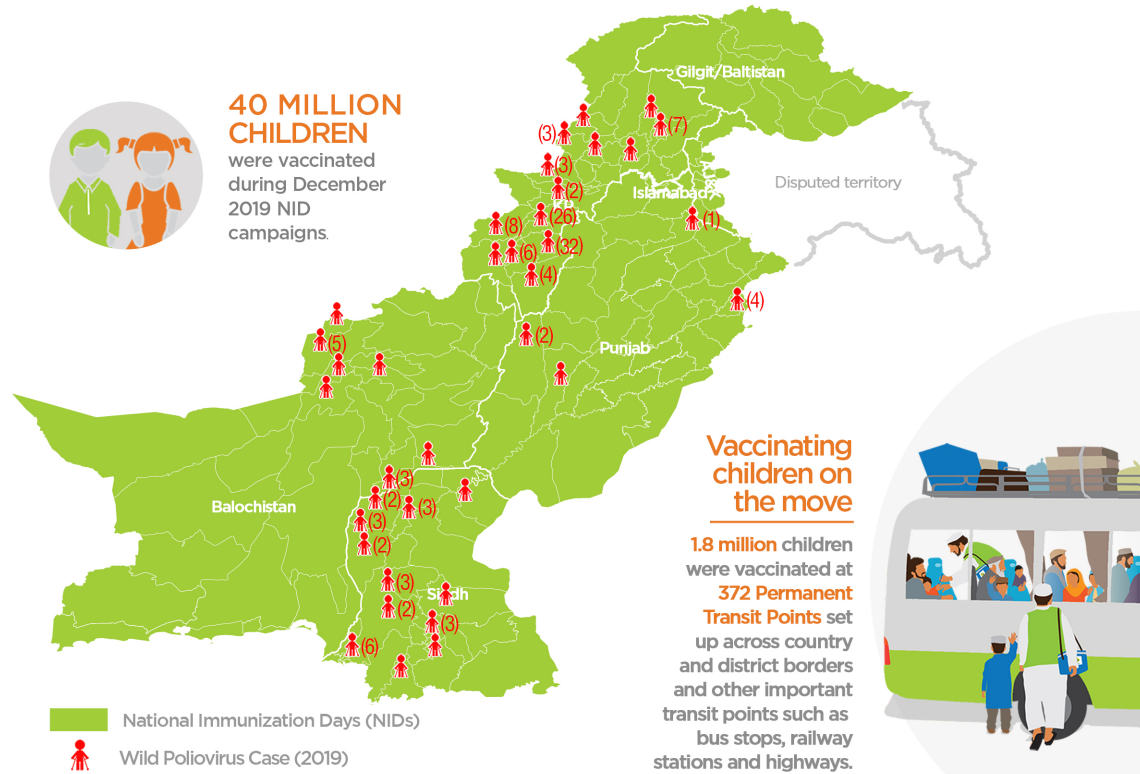 40 MILLION
CHILDREN
were vaccinated
during December
2019 NID
campaigns.
Gilgit/Baltistan
(7)
(3)
(3)
Disputed territory
Islamabad
(2)
(26)
(1)
(8)
(32)
(6)
(4)
(4)
(2)
(5)
Punjab
Vaccinating
children on
the move
(3)
(2)
(3)
Balochistan
(3)
(2)
1.8 million children
were vaccinated at
372 Permanent
Transit Points set
up across country
and district borders
and other important
transit points such as
bus stops, railway
stations and highways.
(3)
Sindh
(2)
(3)
(6)
National Immunization Days (NIDs)
Wild Poliovirus Case (2019)